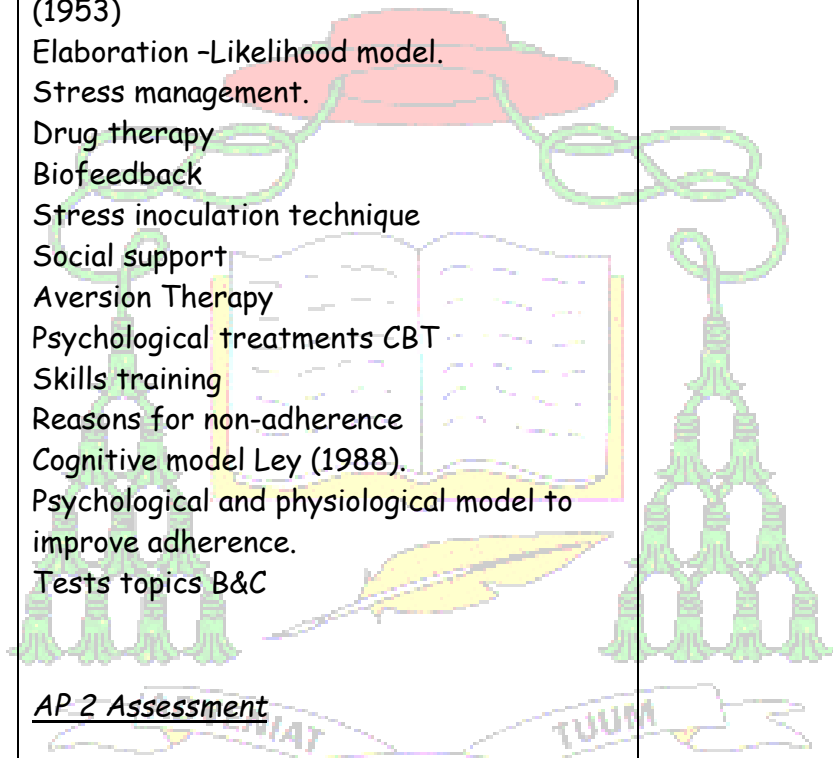 (1953)
Elaboration –Likelihood model.
Stress management.
Drug therapy
Biofeedback
Stress inoculation technique
Social support
Aversion Therapy
Psychological treatments CBT
Skills training
Reasons for non-adherence
Cognitive model Ley (1988).
Psychological and physiological model to
improve adherence.
Tests topics B&C
AP 2 Assessment
TUUM